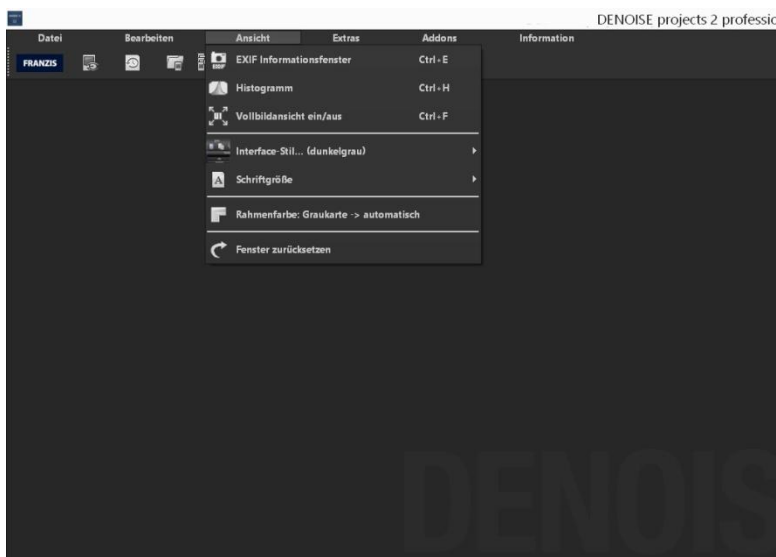 DENOISE projects 2 professio
Datei Bearbeiten Ansicht Extras Addons Information
FRANZIS
EXIF Informationsfenster Ctrl+E
Histogramm Ctrl+H
Vollbildansicht ein/aus Ctrl+F
Interface-Stil... (dunkelgrau)
A Schriftgröße
Rahmenfarbe: Graukarte -> automatisch
Fenster zurücksetzen
DENOIS